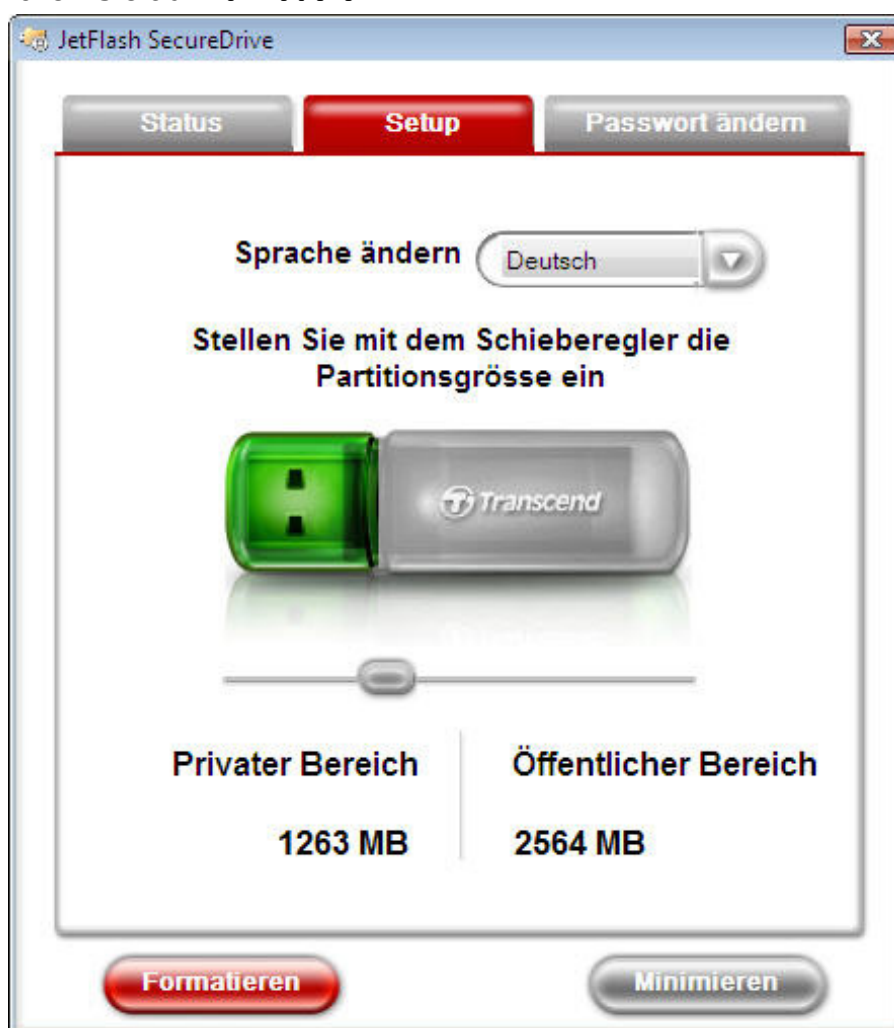 JetFlash SecureDrive
Status
Setup
Passwort ändern
Sprache ändern
Deutsch
Stellen Sie mit dem Schieberegler die
Partitionsgrösse ein
Transcend
Privater Bereich
Öffentlicher Bereich
1263 MB
2564 MB
Formatieren
Minimieren